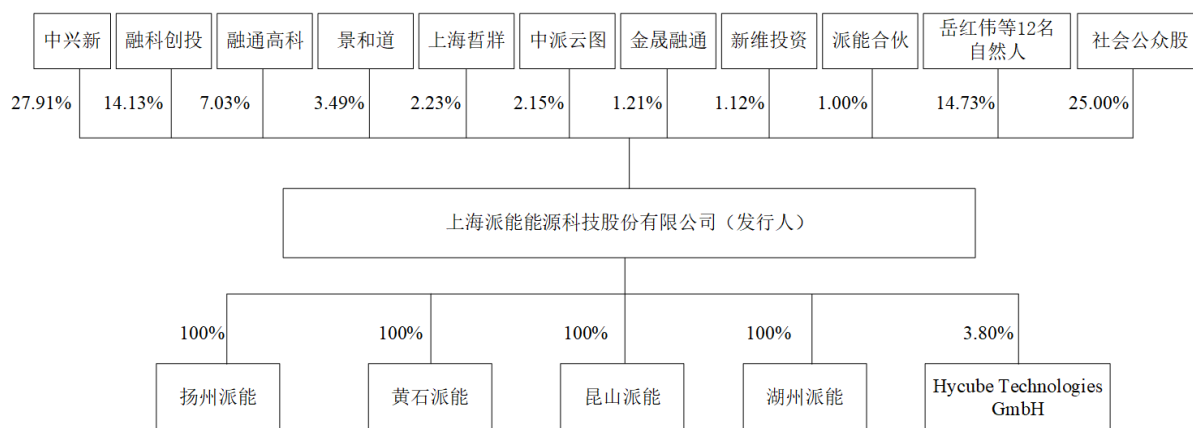 中兴新
融科创投
融通高科
景和道
上海晢牂
中派云图
金晟融通
新维投资
派能合伙
岳红伟等12名
自然人
社会公众股
27.91%
14.13%
7.03%
3.49%
2.23%
2.15%
1.21%
1.12%
1.00%
14.73%
25.00%
上海派能能源科技股份有限公司（发行人）
100%
100%
100%
100%
3.80%
扬州派能
黄石派能
昆山派能
湖州派能
Hycube Technologies
GmbH